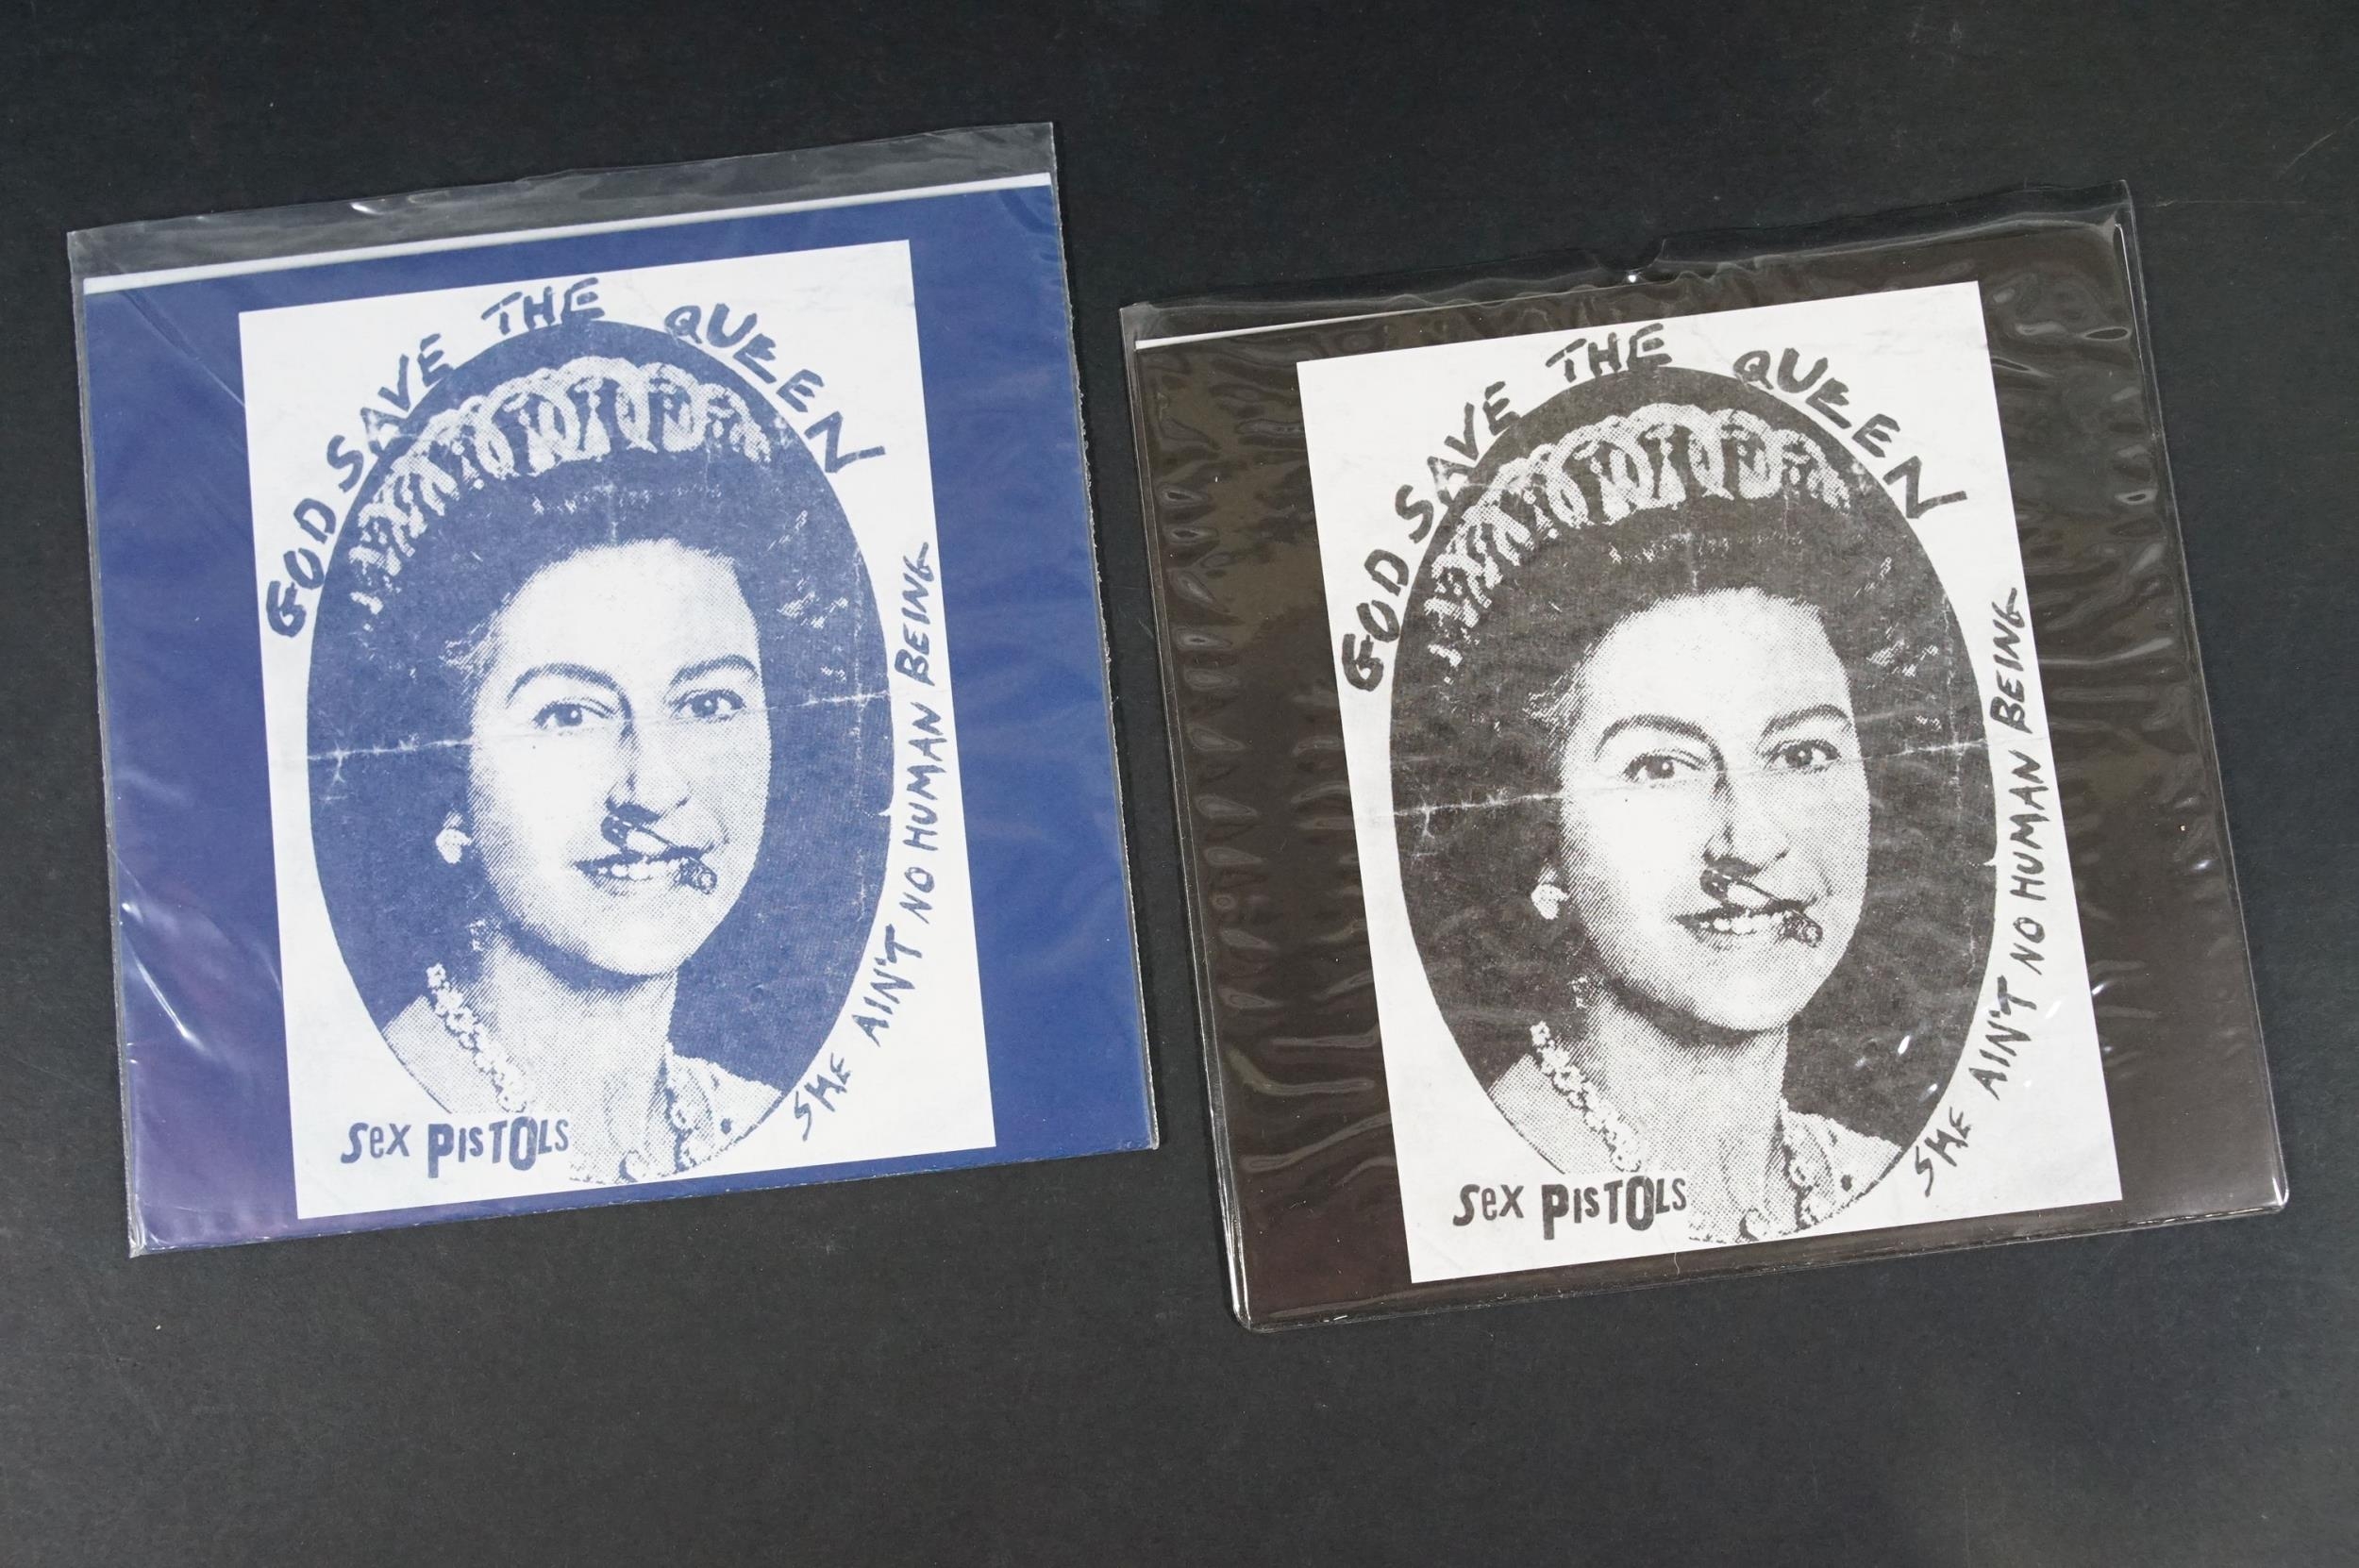 GOD SAVE THE QUEEN
SHE AIN'T NO HUMAN BEING
SeX PISTOLS
GOD SAVE THE QUEEN
SHE AIN'T NO HUMAN BEING
SeX PISTOLS